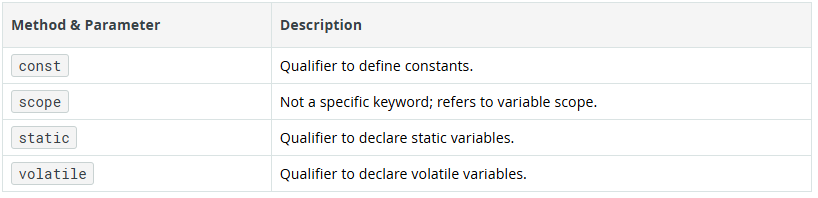 Method & Parameter Description
const Qualifier to define constants.
scope Not a specific keyword; refers to variable scope.
static Qualifier to declare static variables.
volatile Qualifier to declare volatile variables.